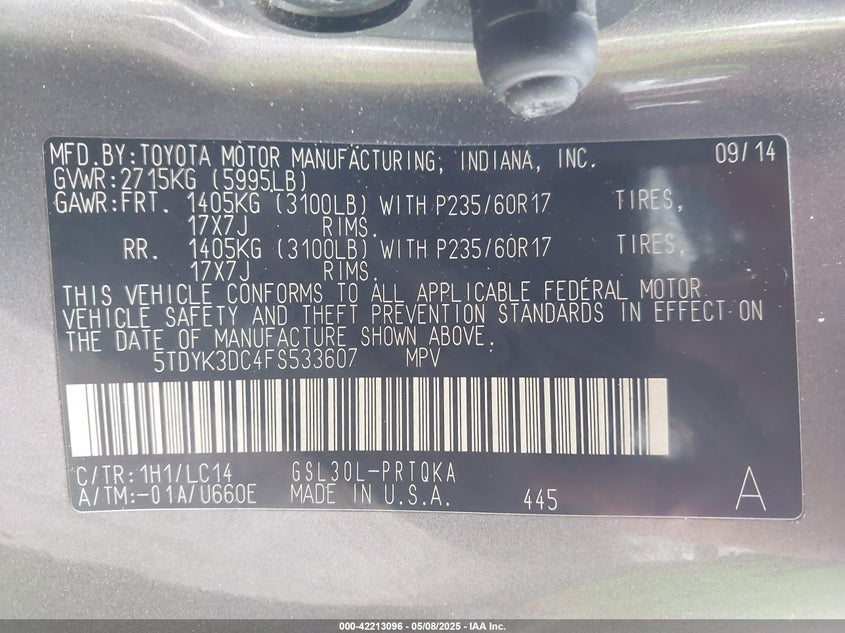 MFD.BY:TOYOTA MOTOR MANUFACTURING, INDIANA, INC. 09/14
GVWR:2715KG (5995LB)
GAWR:FRT. 1405KG (3100LB) WITH P235/60R17 TIRES,
17X7J RIMS.
RR. 1405KG (3100LB) WITH P235/60R17 TIRES,
17X7J RIMS.
THIS VEHICLE CONFORMS TO ALL APPLICABLE FEDERAL MOTOR
VEHICLE SAFETY AND THEFT PREVENTION STANDARDS IN EFFECT ON
THE DATE OF MANUFACTURE SHOWN ABOVE.
5TDYK3DC4FS533607 MPV
C/TR:1H1/LC14 GSL30L-PRTQKA
A/TM:-01A/U660E MADE IN U.S.A. 445 A
000-42213096 - 05/08/2025 - IAA Inc.